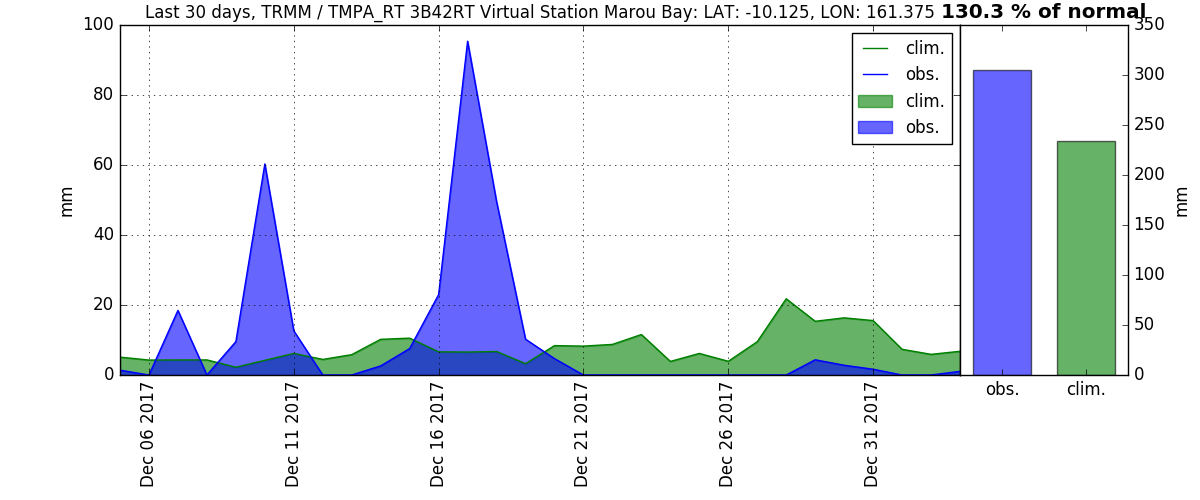 Last 30 days, TRMM / TMPA_RT 3B42RT Virtual Station Marou Bay: LAT: -10.125, LON: 161.375 130.3 % of normal
100
80
60
40
20
0
mm
clim.
obs.
clim.
obs.
Dec 06 2017
Dec 11 2017
Dec 16 2017
Dec 21 2017
Dec 26 2017
Dec 31 2017
350
300
250
200
150
100
50
0
mm
obs. clim.